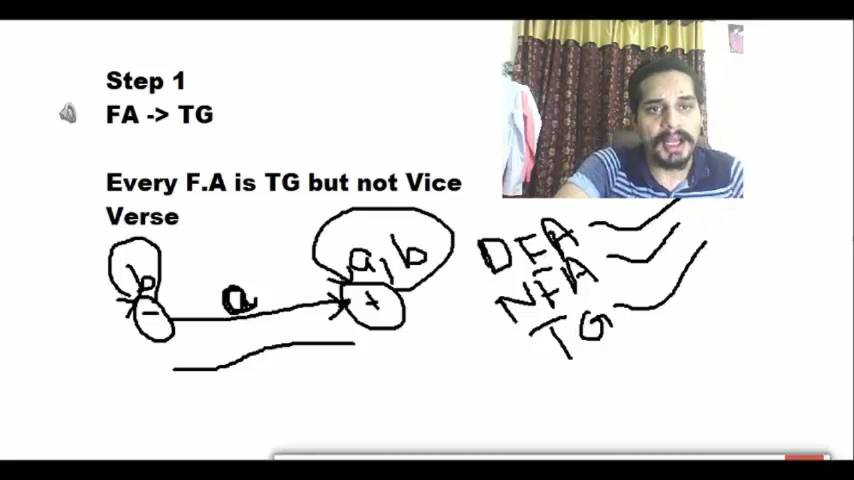 Step 1
FA -> TG
Every F.A is TG but not Vice
Verse
b
a
a,b
-
+
DFA
NFA
TG